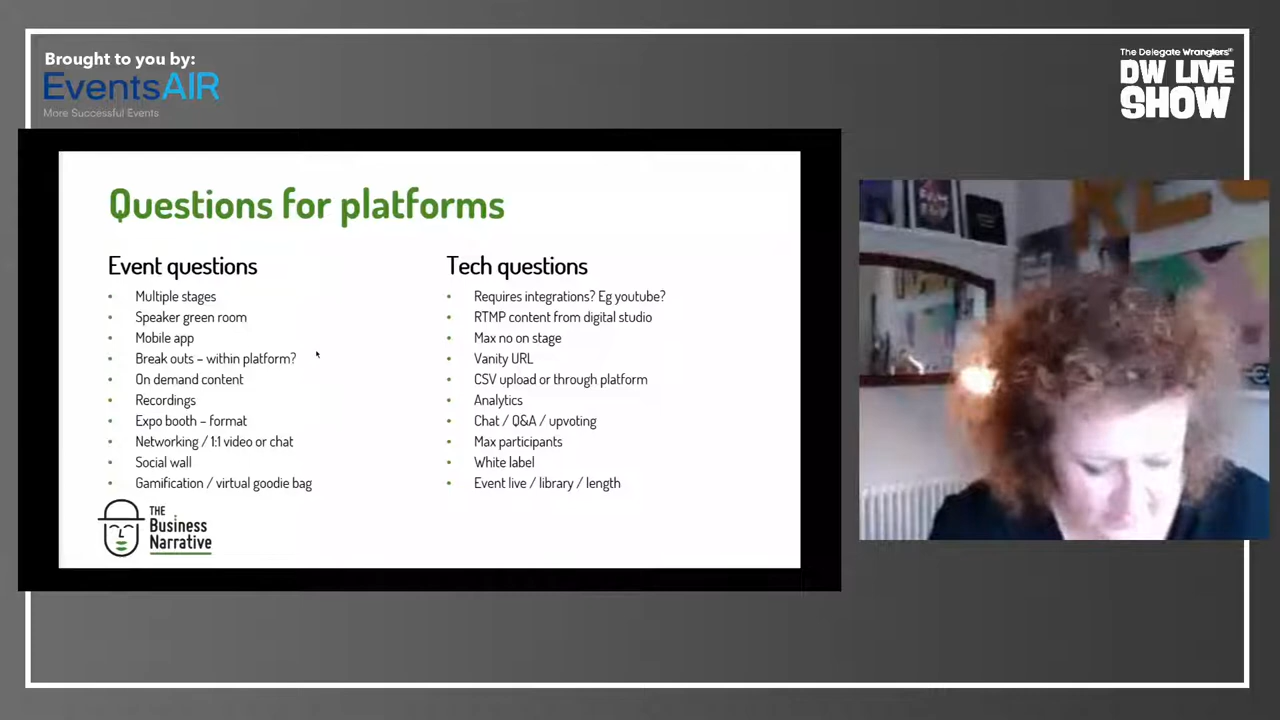 Brought to you by:
EventsAIR
More Successful Events
The Delegate Wranglers®
DW LIVE
SHOW
Questions for platforms
Event questions
• Multiple stages
• Speaker green room
• Mobile app
• Break outs – within platform?
• On demand content
• Recordings
• Expo booth – format
• Networking / 1:1 video or chat
• Social wall
• Gamification / virtual goodie bag
Tech questions
• Requires integrations? Eg youtube?
• RTMP content from digital studio
• Max no on stage
• Vanity URL
• CSV upload or through platform
• Analytics
• Chat / Q&A / upvoting
• Max participants
• White label
• Event live / library / length
THE
Business
Narrative